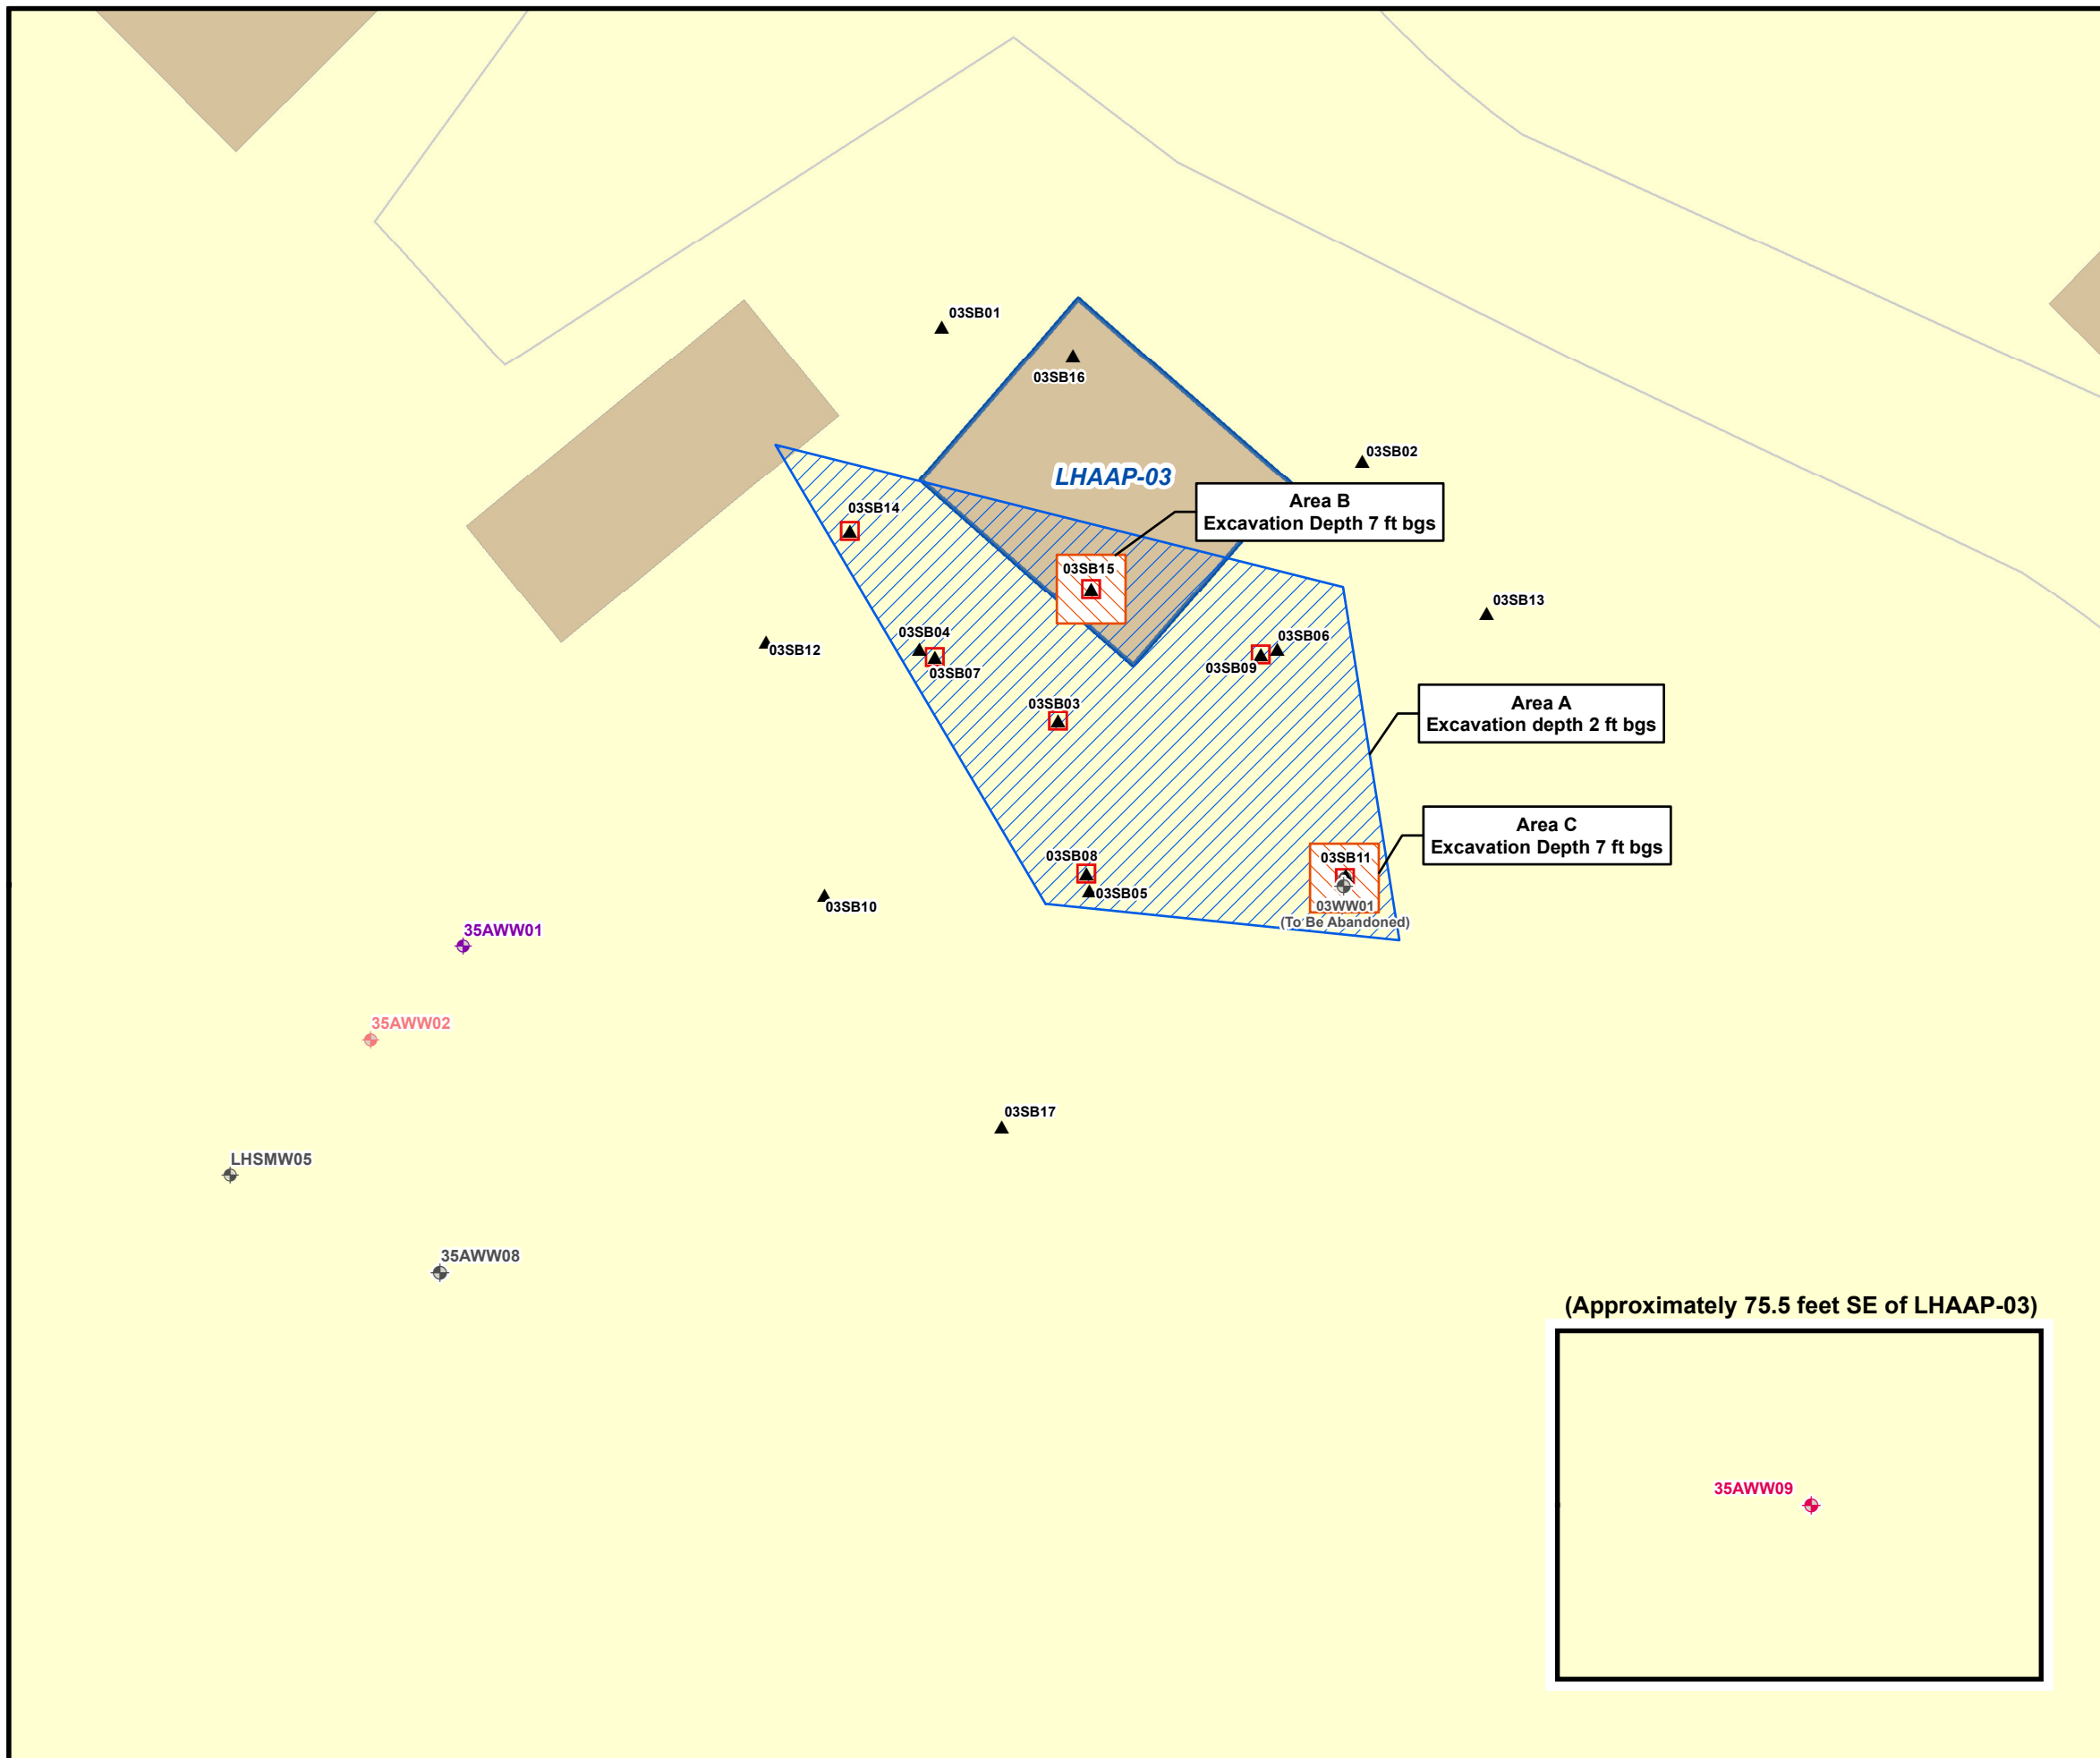 03SB01
03SB16
03SB02
LHAAP-03
Area B
Excavation Depth 7 ft bgs
03SB14
03SB15
03SB13
03SB04
03SB06
03SB12
03SB09
03SB07
03SB03
Area A
Excavation depth 2 ft bgs
Area C
Excavation Depth 7 ft bgs
03SB08
03SB11
03SB05
03SB10
03WW01
(To Be Abandoned)
35AWW01
35AWW02
03SB17
LHSMW05
35AWW08
(Approximately 75.5 feet SE of LHAAP-03)
35AWW09